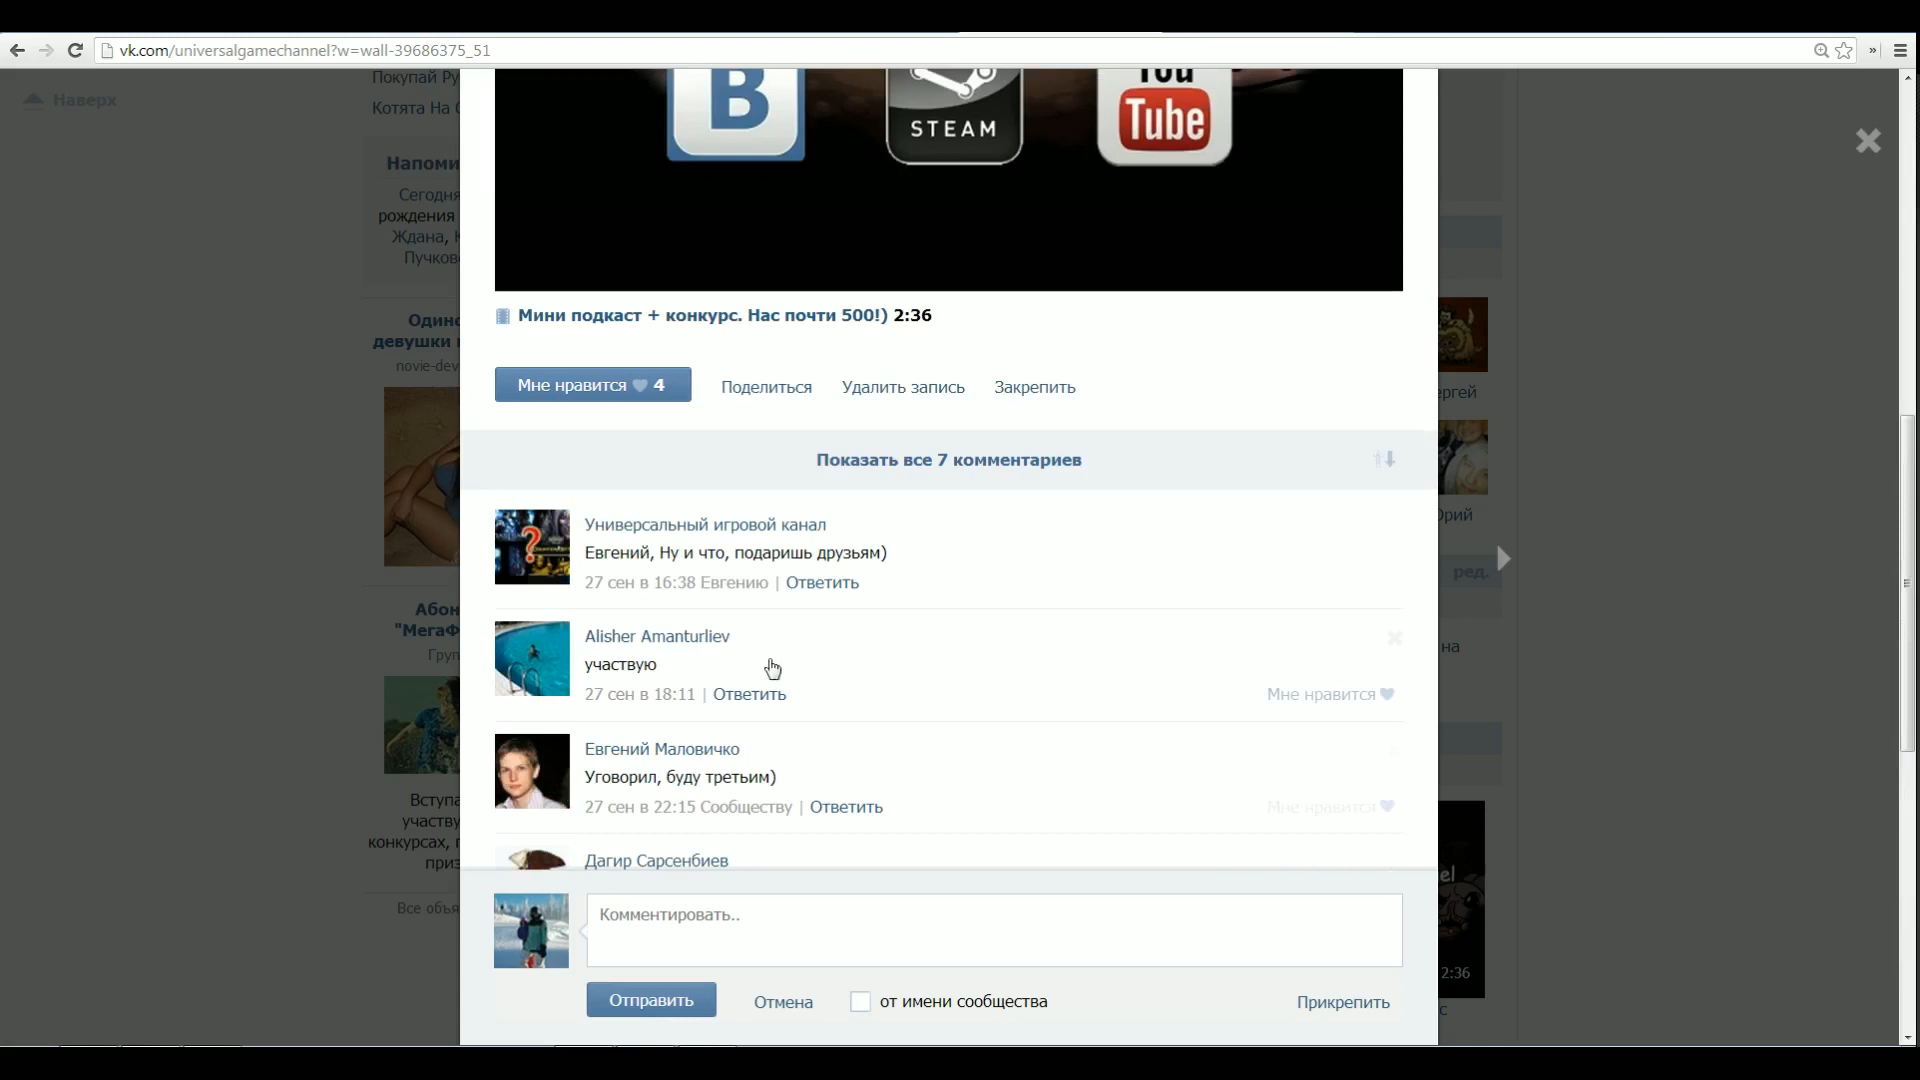 vk.com/universalgamechannel?w=wall-39686375_51
Наверх
Покупай Ру
Котята На
Напоми
Сегодня
рождения
Ждана,
Пучков
Одино
девушки
novie-dev
Абон
"МегаФ
Груп
Вступа
участву
конкурсах,
приз
Все объя
B
STEAM
You
Tube
Мини подкаст + конкурс. Нас почти 500!) 2:36
Мне нравится 4 Поделиться Удалить запись Закрепить
Показать все 7 комментариев
Универсальный игровой канал
Евгений, Ну и что, подаришь друзьям)
27 сен в 16:38 Евгению | Ответить
Alisher Amanturliev
участвую
27 сен в 18:11 | Ответить Мне нравится
Евгений Маловичко
Уговорил, буду третьим)
27 сен в 22:15 Сообществу | Ответить Мне нравится
Дагир Сарсенбиев
Комментировать..
Отправить Отмена от имени сообщества Прикрепить
ргей
Юрий
ред.
на
el
2:36
с